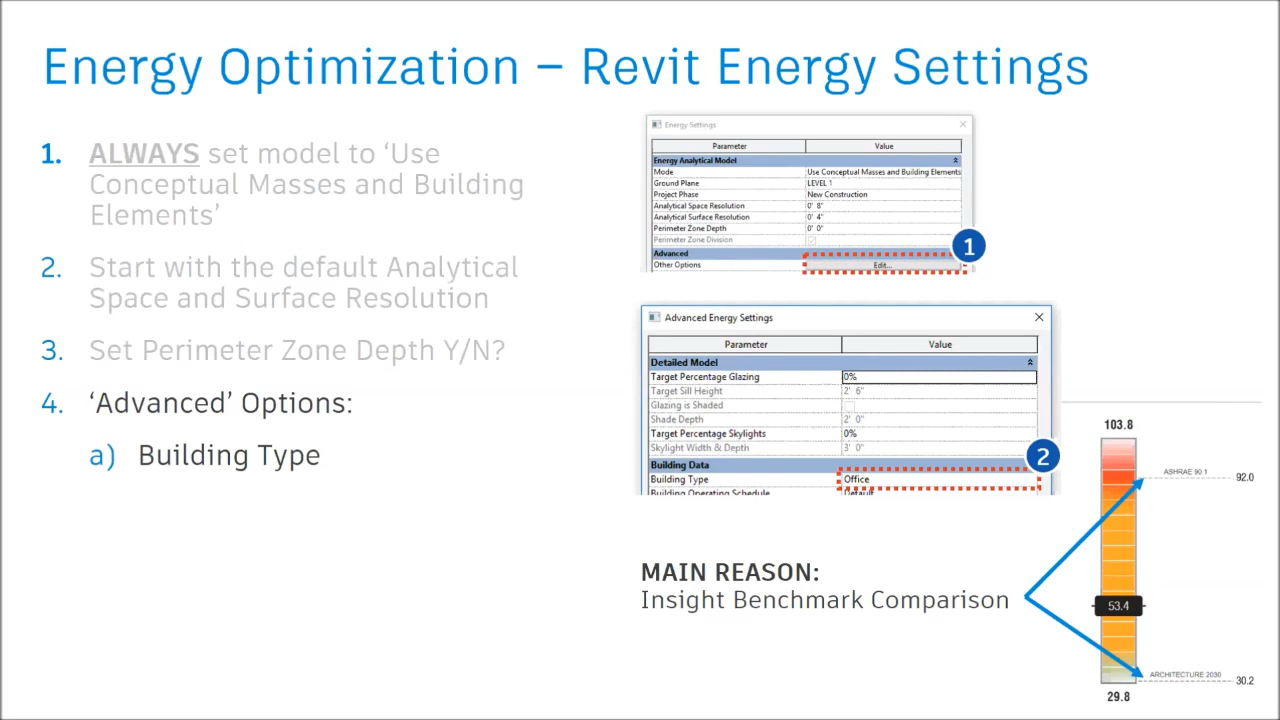 Energy Optimization – Revit Energy Settings
1. ALWAYS set model to ‘Use
Conceptual Masses and Building
Elements’
2. Start with the default Analytical
Space and Surface Resolution
3. Set Perimeter Zone Depth Y/N?
4. ‘Advanced’ Options:
a) Building Type
Energy Settings
Parameter Value
Energy Analytical Model
Mode Use Conceptual Masses and Building Elements
Ground Plane LEVEL 1
Project Phase New Construction
Analytical Space Resolution 0' 8"
Analytical Surface Resolution 0' 4"
Perimeter Zone Depth 0' 0"
Perimeter Zone Division
Advanced
Other Options Edit...
1
Advanced Energy Settings
Parameter Value
Detailed Model
Target Percentage Glazing 0%
Target Sill Height 2' 6"
Glazing is Shaded
Shade Depth 2' 0"
Target Percentage Skylights 0%
Skylight Width & Depth 3' 0"
Building Data
Building Type Office
Building Operating Schedule Default
2
MAIN REASON:
Insight Benchmark Comparison
103.8
ASHRAE 90.1 92.0
53.4
ARCHITECTURE 2030 30.2
29.8